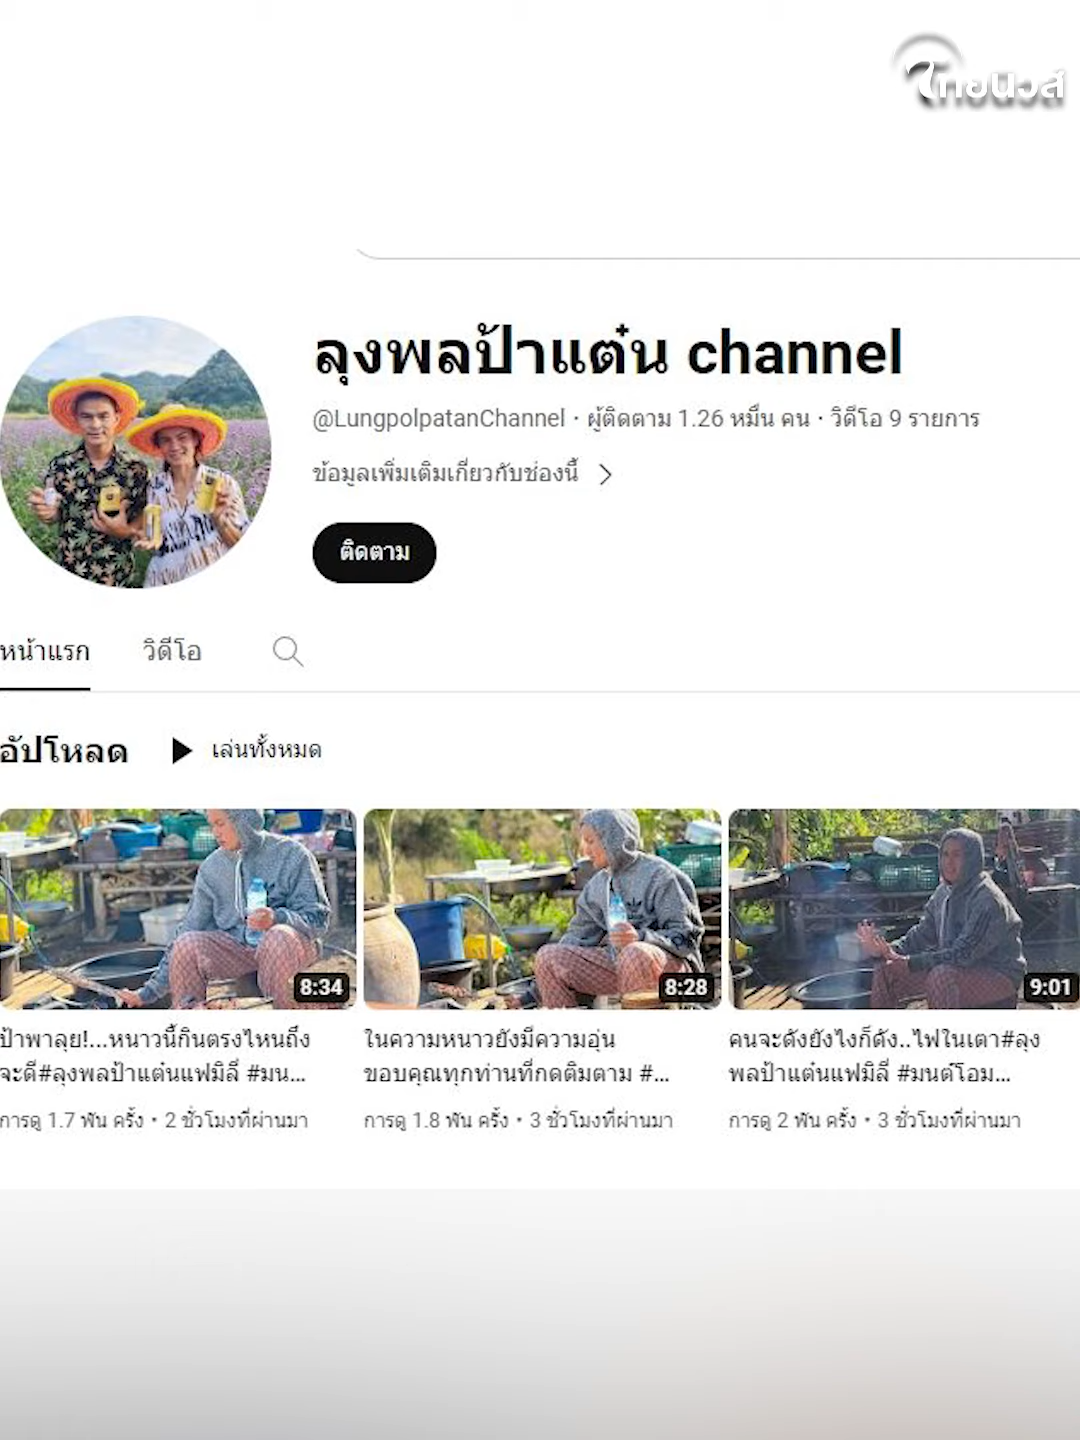 ไทยนิวส์
ลุงพลป้าแต๋น channel
@LungpolpatanChannel · ผู้ติดตาม 1.26 หมื่น คน · วิดีโอ 9 รายการ
ข้อมูลเพิ่มเติมเกี่ยวกับช่องนี้
ติดตาม
หน้าแรก วิดีโอ
อัปโหลด เล่นทั้งหมด
8:34 8:28 9:01
ป้าพาลุย!...หนาวนี้กินตรงไหนถึง
จะดี#ลุงพลป้าแต๋นแฟมิลี่ #มน...
การดู 1.7 พัน ครั้ง · 2 ชั่วโมงที่ผ่านมา
ในความหนาวยังมีความอุ่น
ขอบคุณทุกท่านที่กดติมตาม #...
การดู 1.8 พัน ครั้ง · 3 ชั่วโมงที่ผ่านมา
คนจะดังยังไงก็ดัง..ไฟในเตา#ลุง
พลป้าแต๋นแฟมิลี่ #มนต์โอม...
การดู 2 พัน ครั้ง · 3 ชั่วโมงที่ผ่านมา